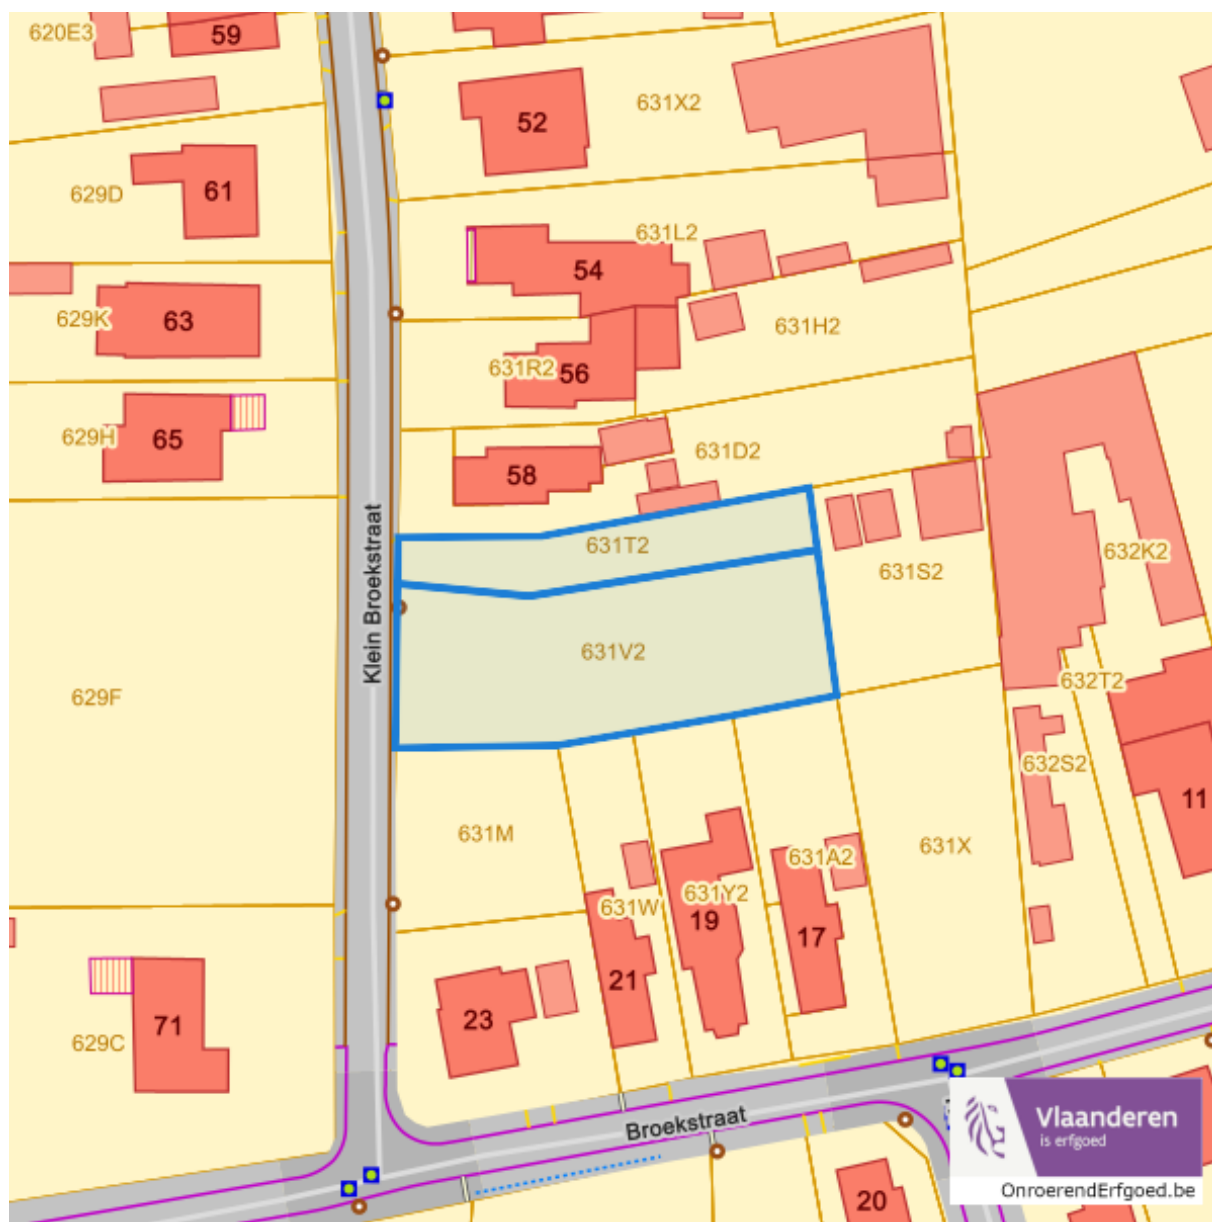 620E3
59
631X2
52
629D
61
631L2
54
629K
63
631H2
631R2
56
629H
65
631D2
58
Klein Broekstraat
631T2
632K2
631S2
631V2
629F
632T2
632S2
11
631M
631X
631A2
631Y2
631W
19
17
21
23
71
629C
Broekstraat
20
Vlaanderen
is erfgoed
OnroerendErfgoed.be